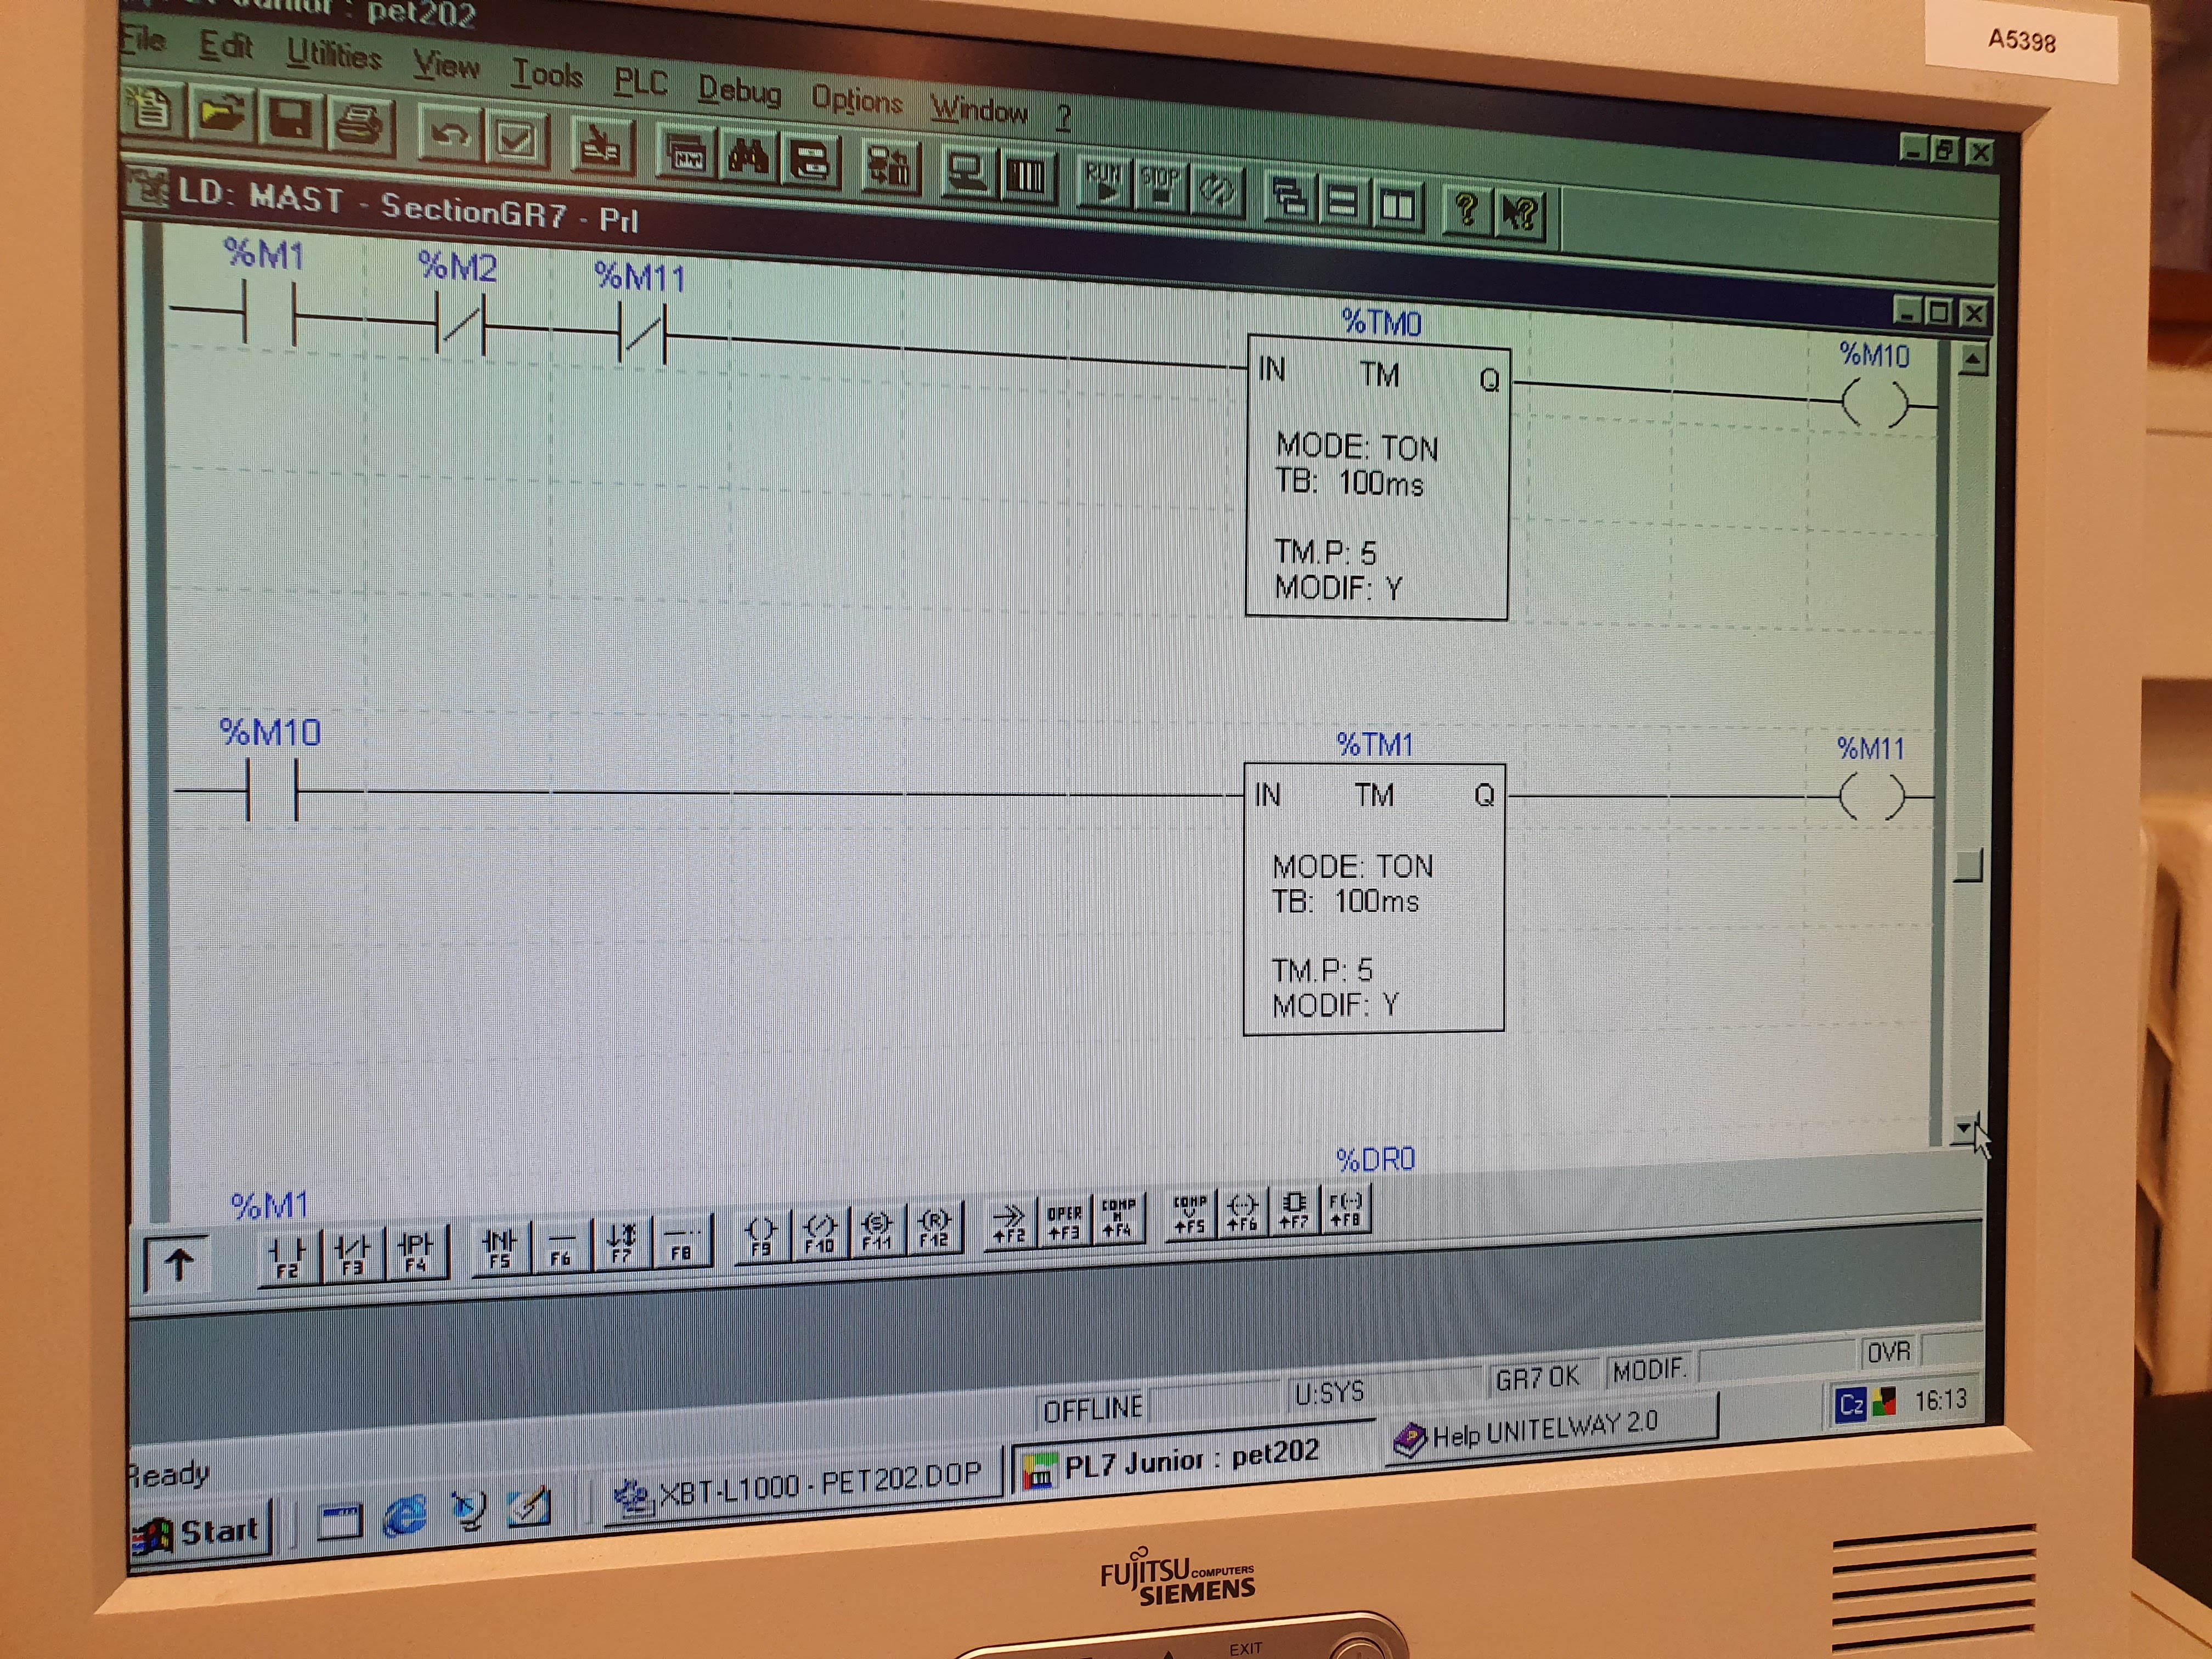 Junior : pet202
A5398
File Edit Utilities View Tools PLC Debug Options Window ?
RUN STOP
LD: MAST - SectionGR7 - Prl
%M1 %M2 %M11 %TM0 %M10
IN TM Q
MODE: TON
TB: 100ms
TM.P: 5
MODIF: Y
%M10 %TM1 %M11
IN TM Q
MODE: TON
TB: 100ms
TM.P: 5
MODIF: Y
%M1 %DR0
P N S R OPER COMP COMP F(··)
F2 F3 F4 F5 F6 F7 F8 F9 F10 F11 F12 ↑F2 ↑F3 ↑F4 ↑F5 ↑F6 ↑F7 ↑F8
OFFLINE U:SYS GR7 OK MODIF. OVR
Ready
Start XBT-L1000 - PET202.DOP PL7 Junior : pet202 Help UNITELWAY 2.0 Cz 16:13
FUJITSU COMPUTERS
SIEMENS
EXIT